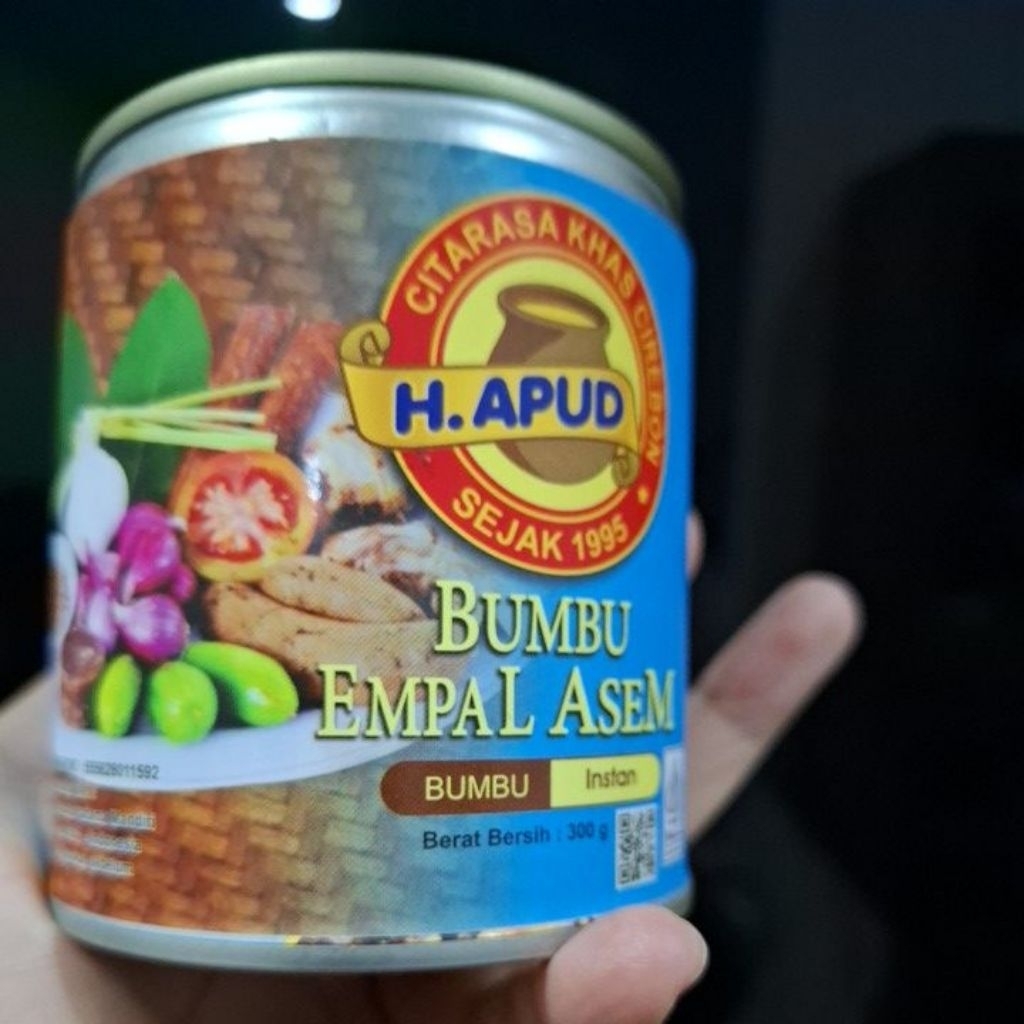 CITARASA KHAS CIREBON
H. APUD
SEJAK 1995
BUMBU
EMPAL ASEM
BUMBU Instan
Berat Bersih : 300 g